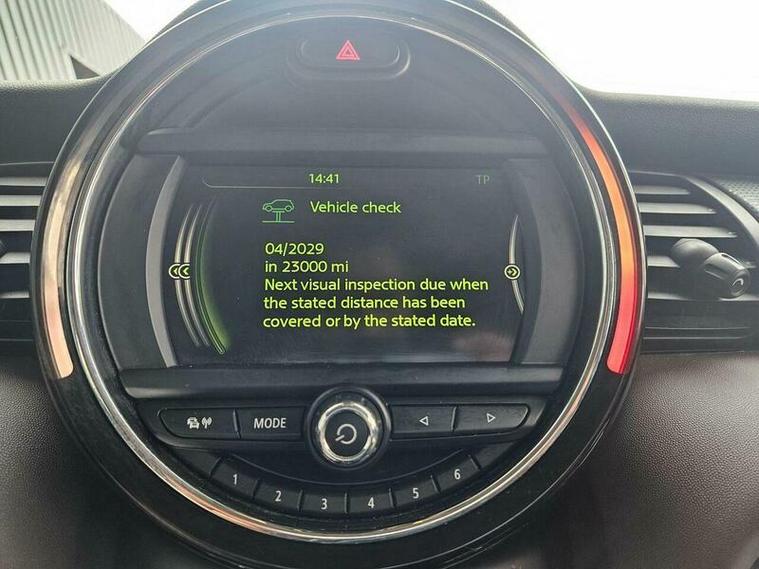 14:41
TP
Vehicle check
04/2029
in 23000 mi
Next visual inspection due when
the stated distance has been
covered or by the stated date.
MODE
1 2 3 4 5 6